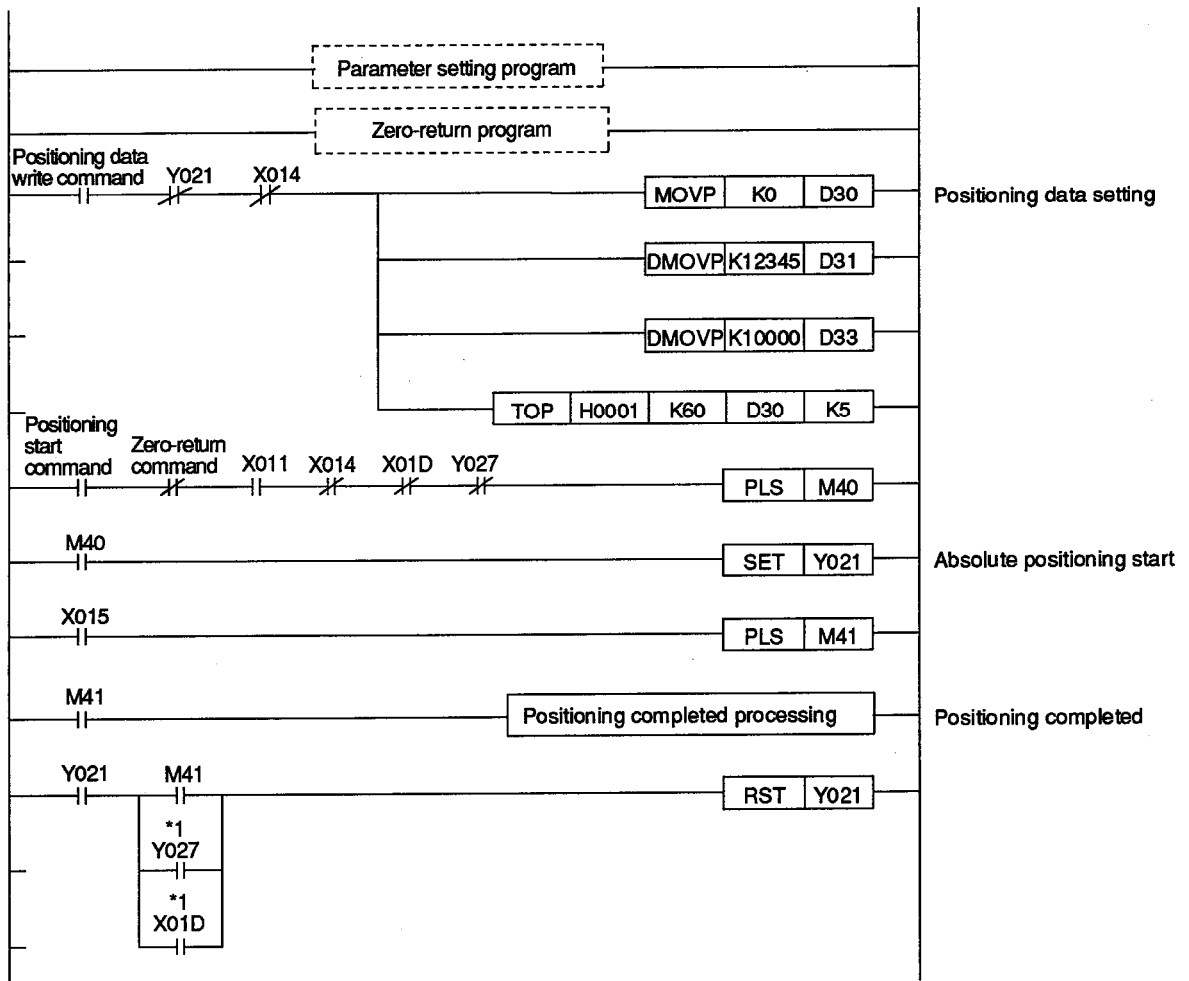 Parameter setting program
Zero-return program
Positioning data
write command Y021 X014
MOVP K0 D30 Positioning data setting
DMOVP K12345 D31
DMOVP K10000 D33
TOP H0001 K60 D30 K5
Positioning
start
command
Zero-return
command
X011 X014 X01D Y027
PLS M40
M40
SET Y021 Absolute positioning start
X015
PLS M41
M41
Positioning completed processing Positioning completed
Y021 M41
RST Y021
*1
Y027
*1
X01D